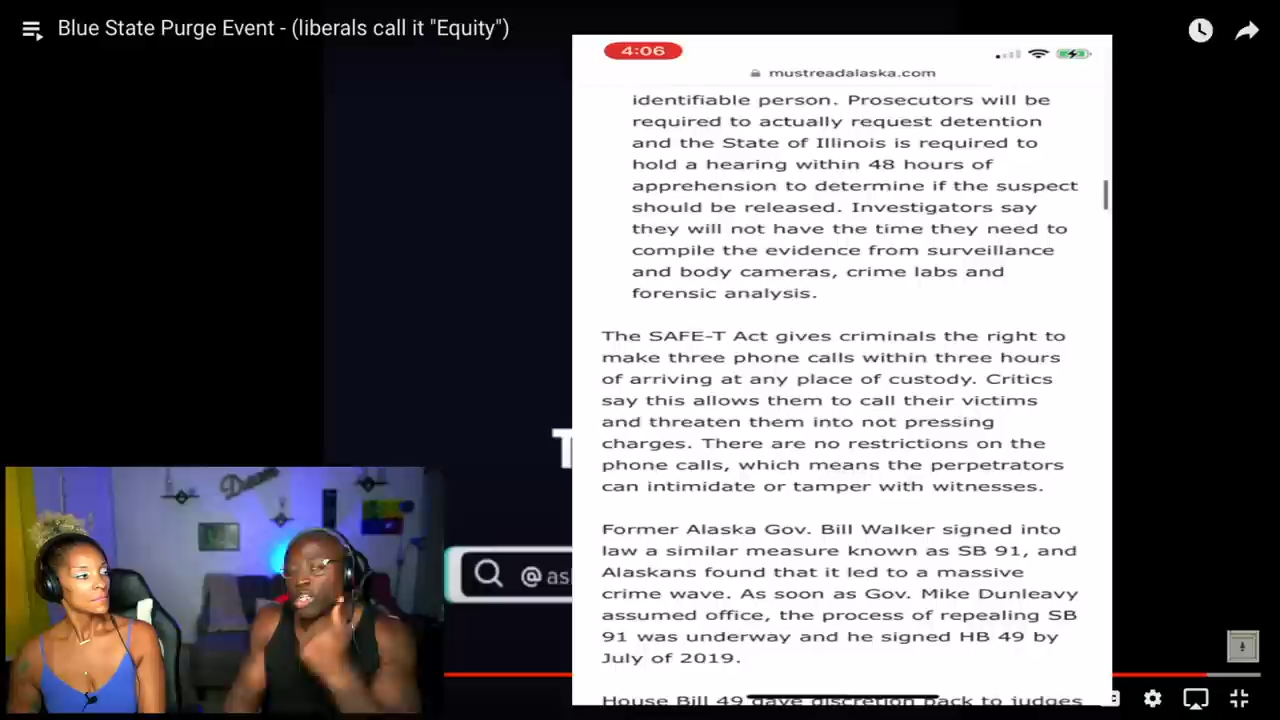 Blue State Purge Event - (liberals call it "Equity")
4:06
mustreadalaska.com
identifiable person. Prosecutors will be
required to actually request detention
and the State of Illinois is required to
hold a hearing within 48 hours of
apprehension to determine if the suspect
should be released. Investigators say
they will not have the time they need to
compile the evidence from surveillance
and body cameras, crime labs and
forensic analysis.
The SAFE-T Act gives criminals the right to
make three phone calls within three hours
of arriving at any place of custody. Critics
say this allows them to call their victims
and threaten them into not pressing
charges. There are no restrictions on the
phone calls, which means the perpetrators
can intimidate or tamper with witnesses.
Former Alaska Gov. Bill Walker signed into
law a similar measure known as SB 91, and
Alaskans found that it led to a massive
crime wave. As soon as Gov. Mike Dunleavy
assumed office, the process of repealing SB
91 was underway and he signed HB 49 by
July of 2019.
House Bill 49 gave discretion back to judges
T
@as